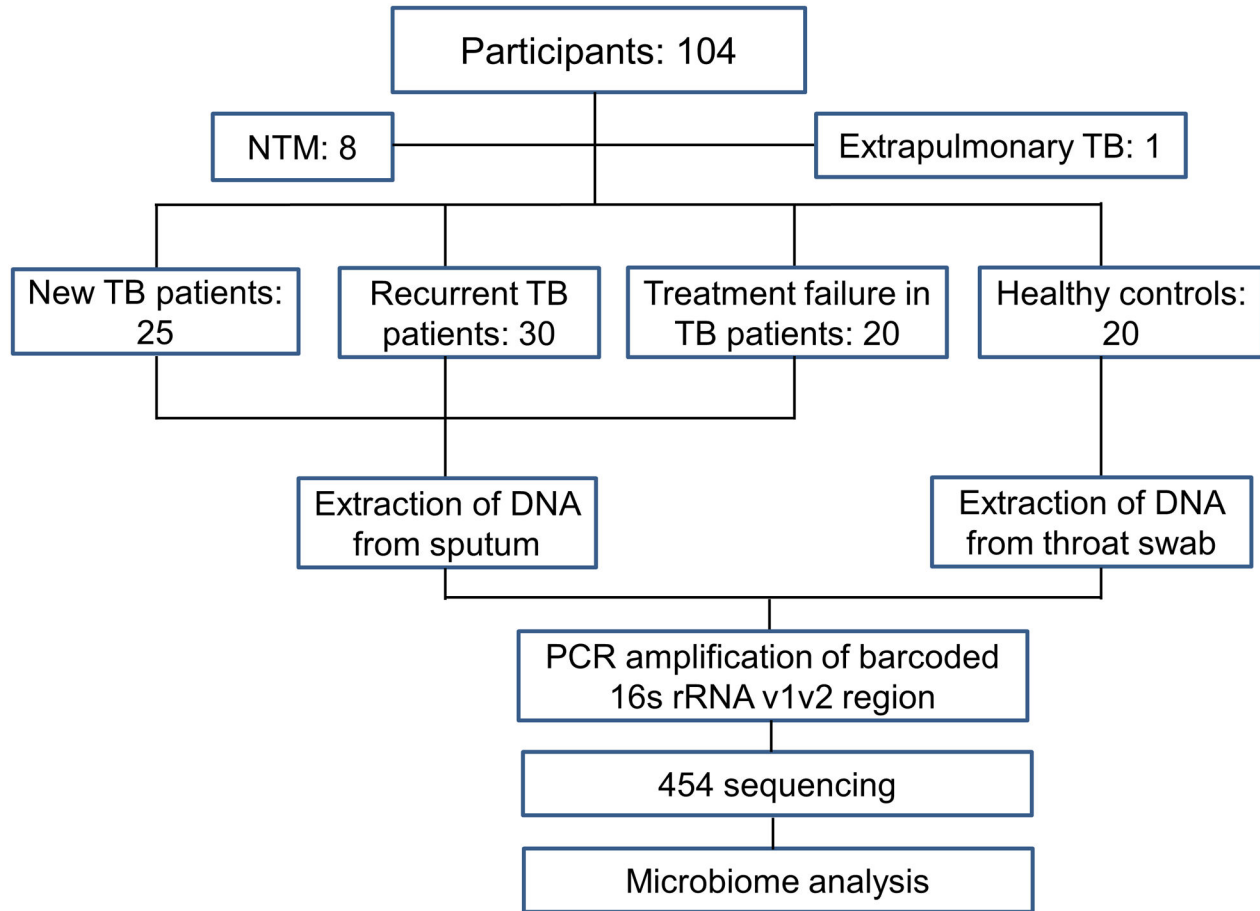 Participants: 104
NTM: 8
Extrapulmonary TB: 1
New TB patients:
25
Recurrent TB
patients: 30
Treatment failure in
TB patients: 20
Healthy controls:
20
Extraction of DNA
from sputum
Extraction of DNA
from throat swab
PCR amplification of barcoded
16s rRNA v1v2 region
454 sequencing
Microbiome analysis